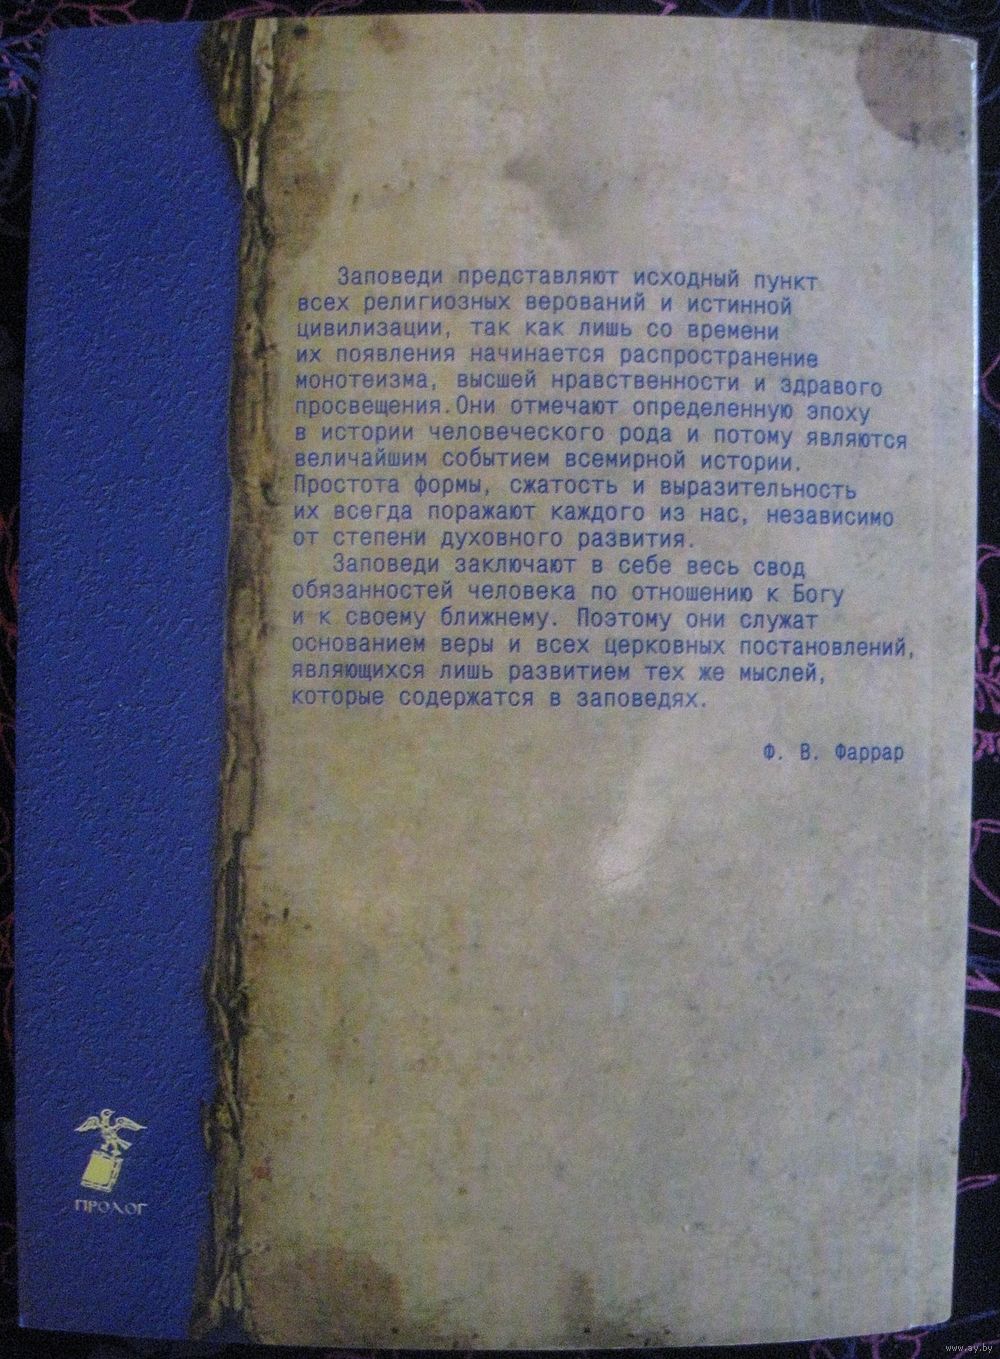 Заповеди представляют исходный пункт
всех религиозных верований и истинной
цивилизации, так как лишь со времени
их появления начинается распространение
монотеизма, высшей нравственности и здравого
просвещения. Они отмечают определенную эпоху
в истории человеческого рода и потому являются
величайшим событием всемирной истории.
Простота формы, сжатость и выразительность
их всегда поражают каждого из нас, независимо
от степени духовного развития.
Заповеди заключают в себе весь свод
обязанностей человека по отношению к Богу
и к своему ближнему. Поэтому они служат
основанием веры и всех церковных постановлений,
являющихся лишь развитием тех же мыслей,
которые содержатся в заповедях.
Ф. В. Фаррар
ПРОЛОГ
www.ay.by